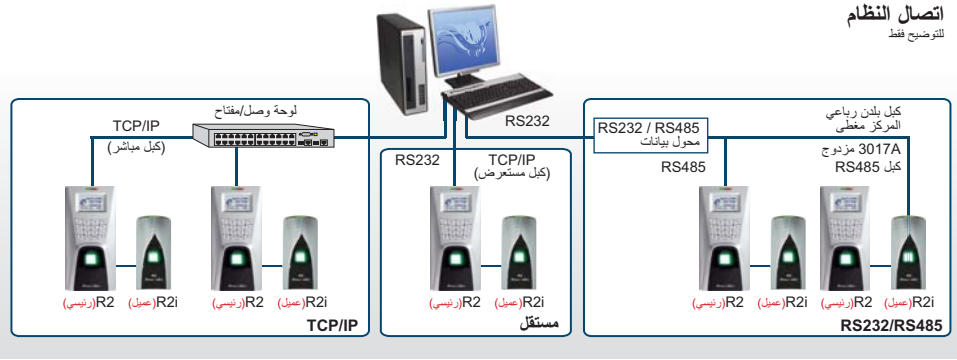 اتصال النظام
للتوضيح فقط
لوحة وصل/مفتاح
TCP/IP
(كبل مباشر)
R2(رئيسي)
R2i(عميل)
R2(رئيسي)
R2i(عميل)
TCP/IP
RS232
RS232
TCP/IP
(كبل مستعرض)
R2(رئيسي)
R2i(عميل)
مستقل
RS232 / RS485
محول بيانات
RS485
كبل بلدن رباعي
المركز مغطى
3017A مزدوج
كبل RS485
R2(رئيسي)
R2i(عميل)
R2(رئيسي)
R2i(عميل)
RS232/RS485